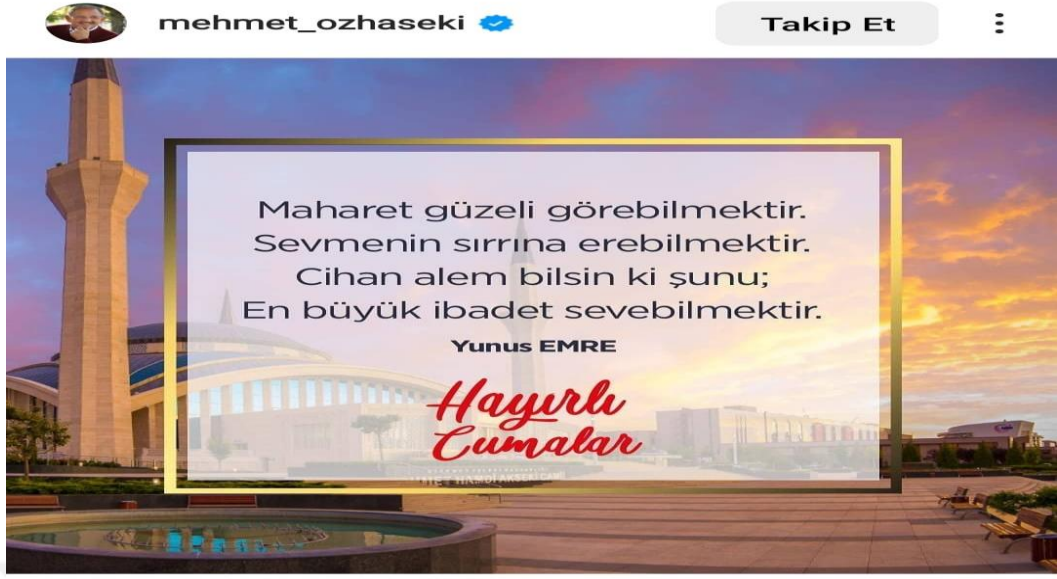 mehmet_ozhaseki
Takip Et
Maharet güzeli görebilmektir.
Sevmenin sırrına erebilmektir.
Cihan alem bilsin ki şunu;
En büyük ibadet sevebilmektir.
Yunus EMRE
Hayırlı
Cumalar